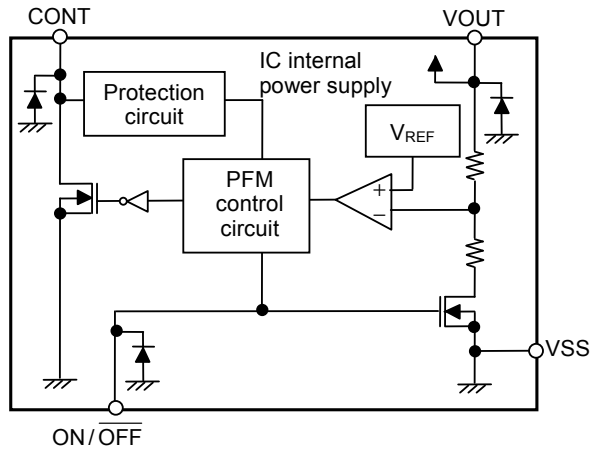 CONT
VOUT
IC internal
power supply
Protection
circuit
VREF
PFM
control
circuit
+
−
VSS
ON/OFF